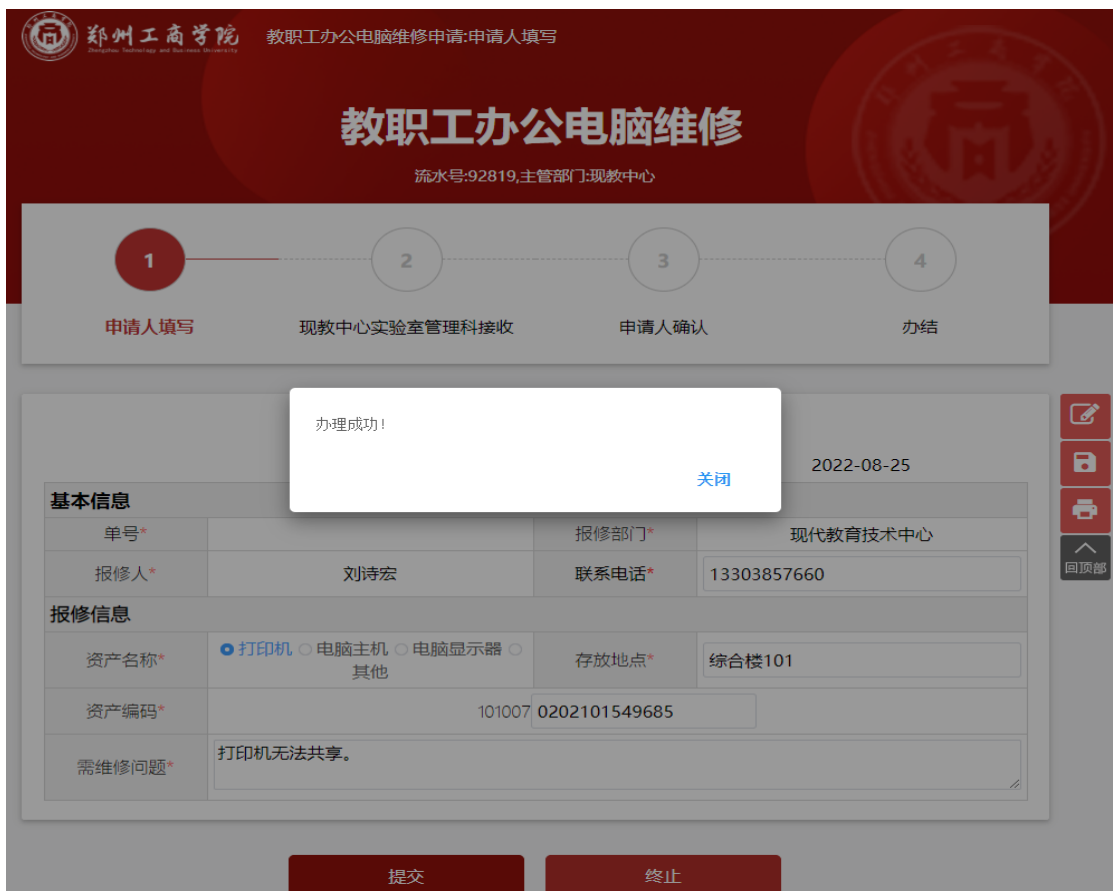 郑州工商学院 教职工办公电脑维修申请:申请人填写
Zhengzhou Technology and Business University
教职工办公电脑维修
流水号:92819,主管部门:现教中心
1 2 3 4
申请人填写 现教中心实验室管理科接收 申请人确认 办结
办理成功!
关闭
2022-08-25
基本信息
单号* 报修部门* 现代教育技术中心
报修人* 刘诗宏 联系电话* 13303857660
报修信息
资产名称* 打印机 电脑主机 电脑显示器
其他
存放地点* 综合楼101
资产编码* 101007 0202101549685
需维修问题* 打印机无法共享。
提交 终止
回顶部